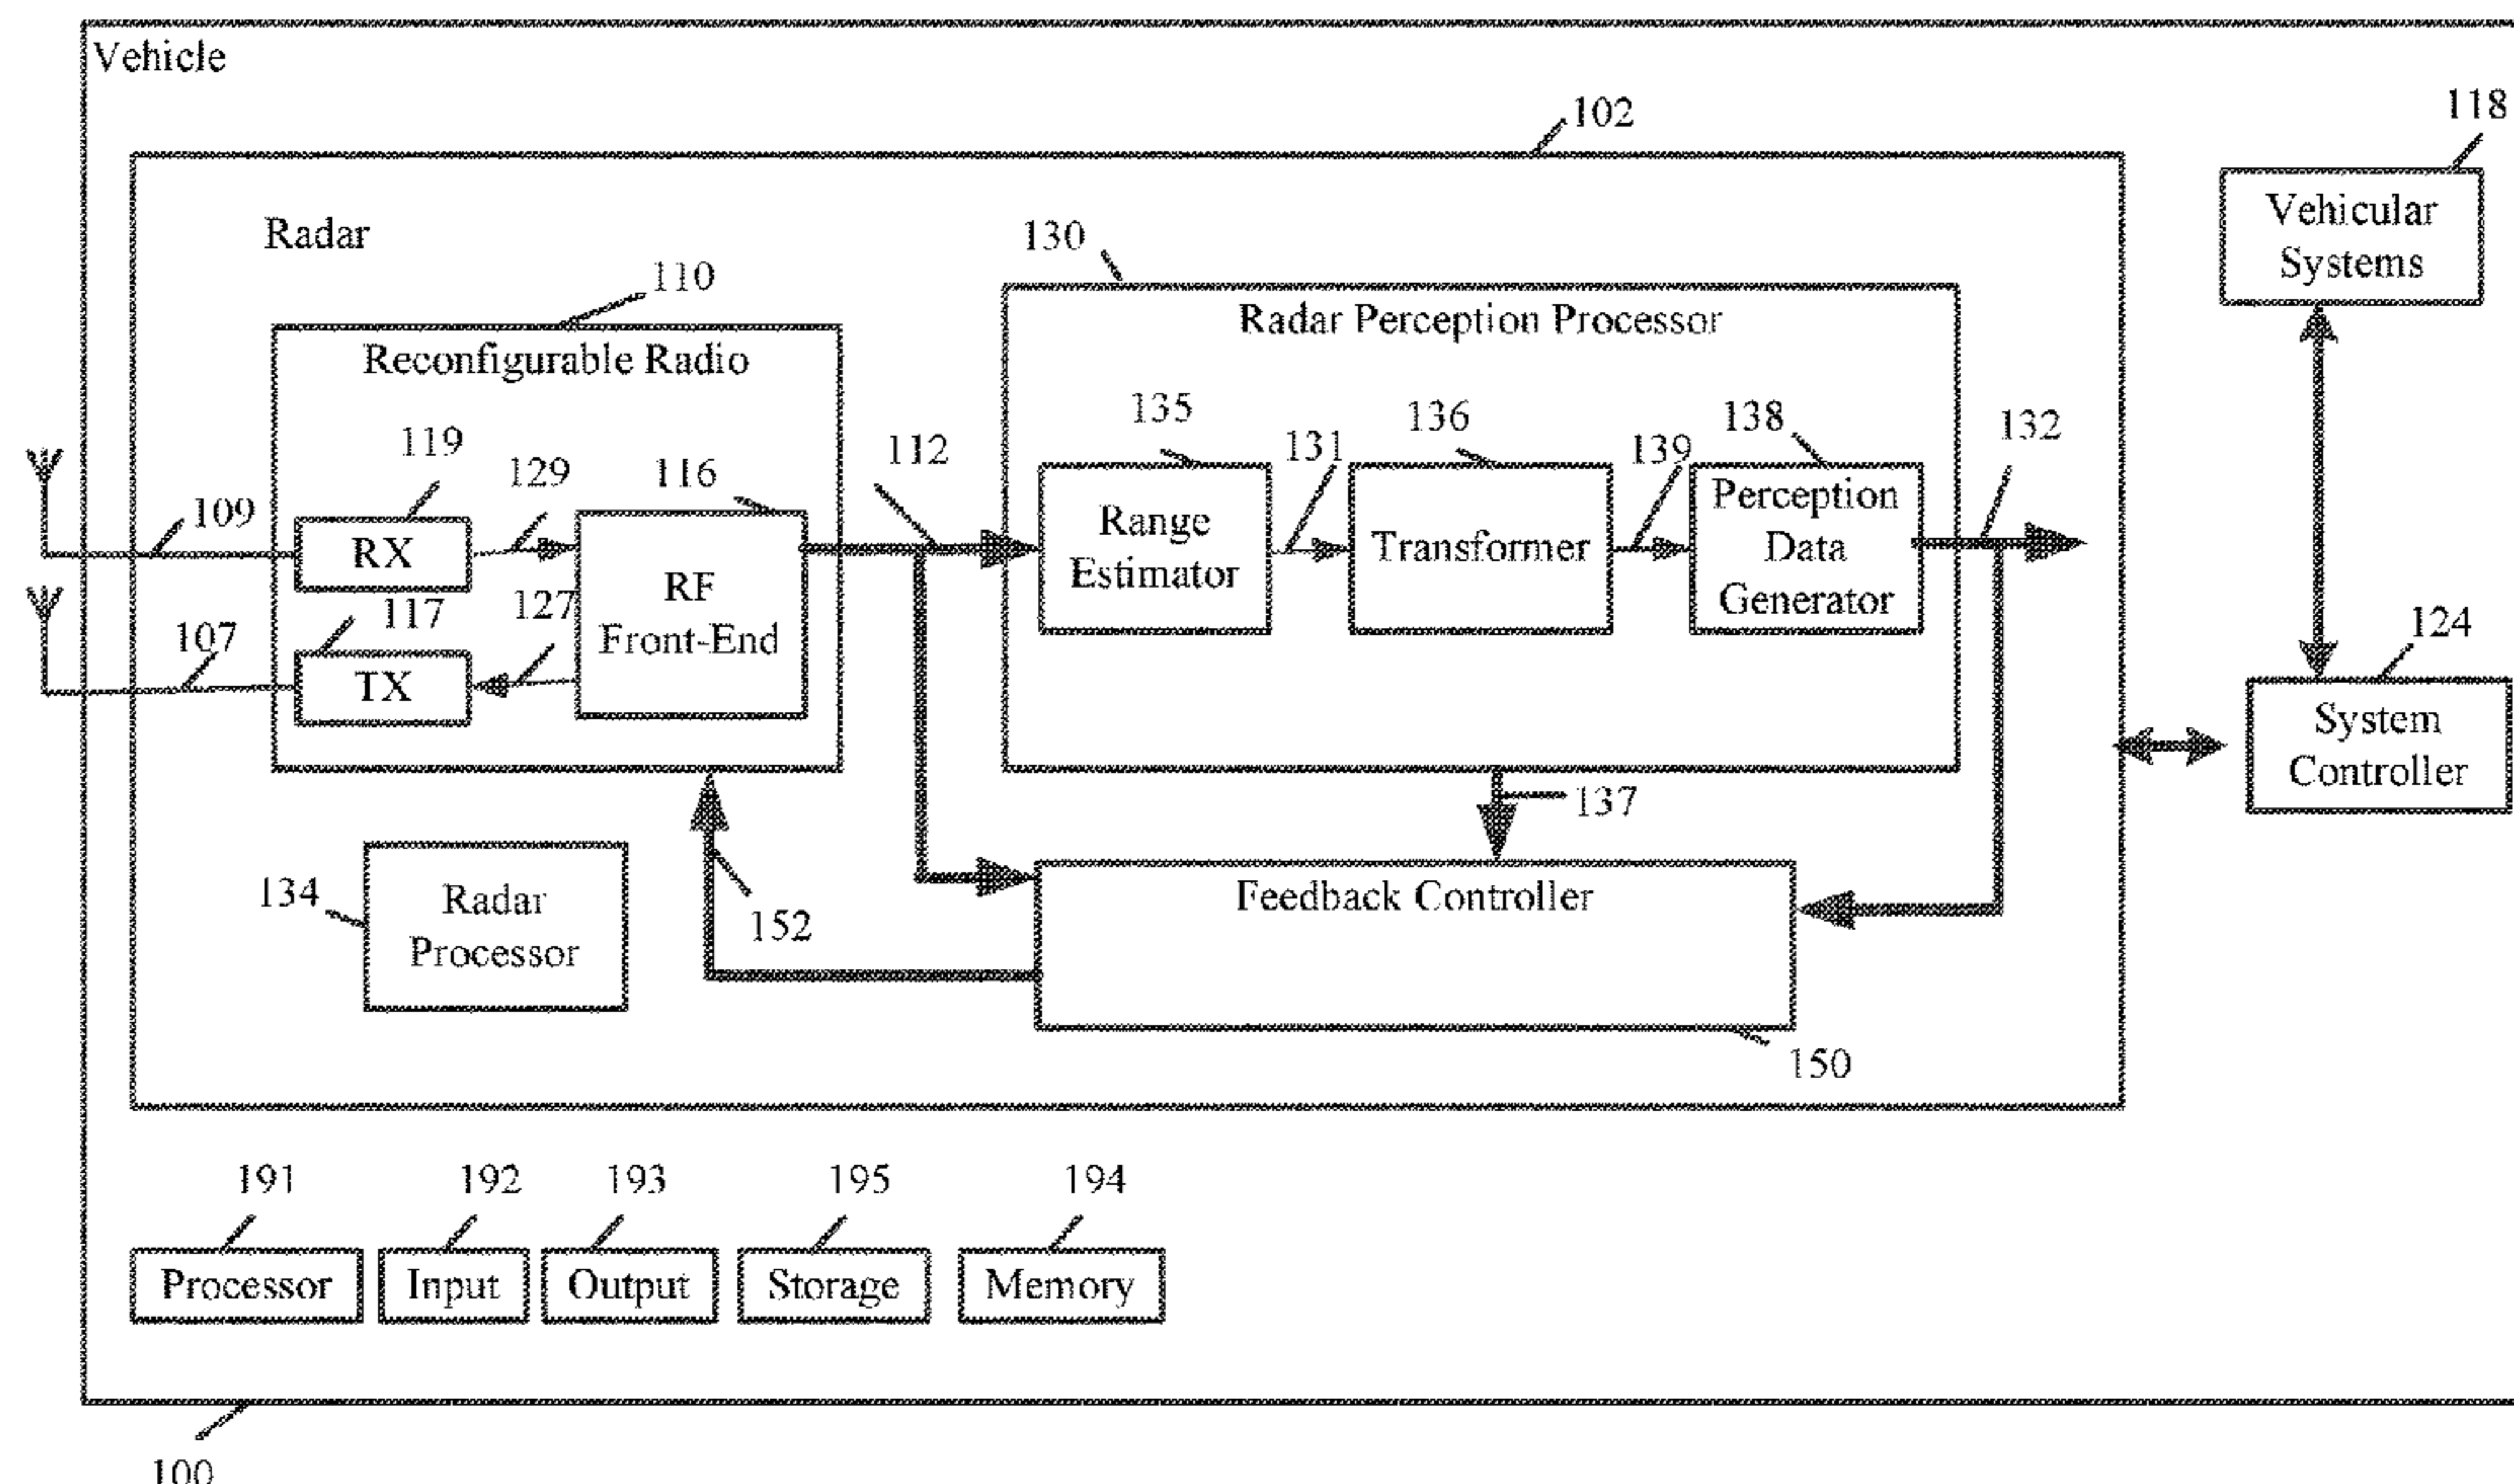 Vehicle
102
118
Vehicular
Systems
Radar
130
110
Radar Perception Processor
Reconfigurable Radio
135
136
138
132
119
129
116
112
131
139
109
RX
RF
Front-End
Range
Estimator
Transformer
Perception
Data
Generator
117
127
107
TX
124
System
Controller
137
134
Radar
Processor
152
Feedback Controller
150
191
192
193
195
194
Processor
Input
Output
Storage
Memory
100